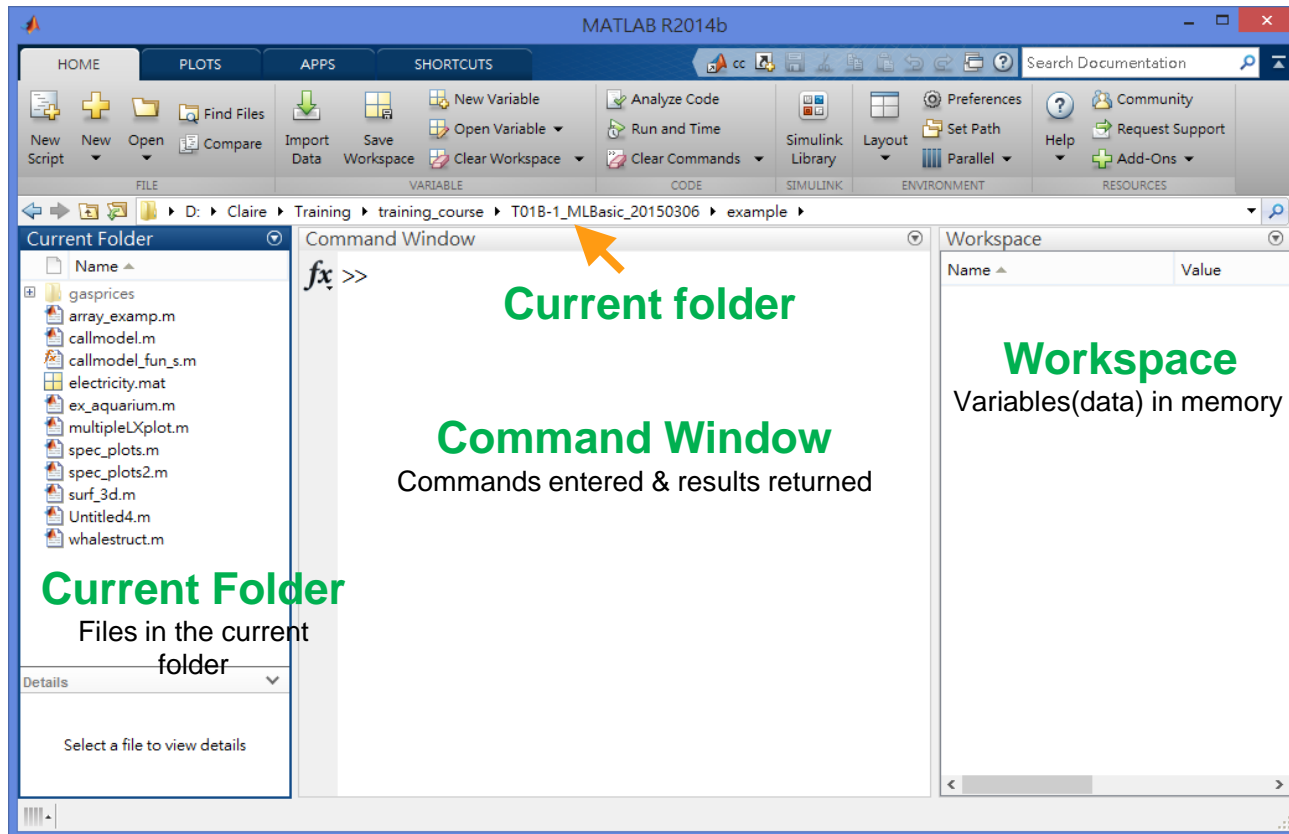 MATLAB R2014b
HOME PLOTS APPS SHORTCUTS
cc
Search Documentation
New Script
New
Open
Find Files
Compare
Import Data
Save Workspace
New Variable
Open Variable
Clear Workspace
Analyze Code
Run and Time
Clear Commands
Simulink Library
Layout
Preferences
Set Path
Parallel
Help
Community
Request Support
Add-Ons
FILE VARIABLE CODE SIMULINK ENVIRONMENT RESOURCES
D: Claire Training training_course T01B-1_MLBasic_20150306 example
Current Folder
Name
gasprices
array_examp.m
callmodel.m
callmodel_fun_s.m
electricity.mat
ex_aquarium.m
multipleLXplot.m
spec_plots.m
spec_plots2.m
surf_3d.m
Untitled4.m
whalestruct.m
Current Folder
Files in the current
folder
Details
Select a file to view details
Command Window
fx >>
Current folder
Command Window
Commands entered & results returned
Workspace
Name Value
Workspace
Variables(data) in memory